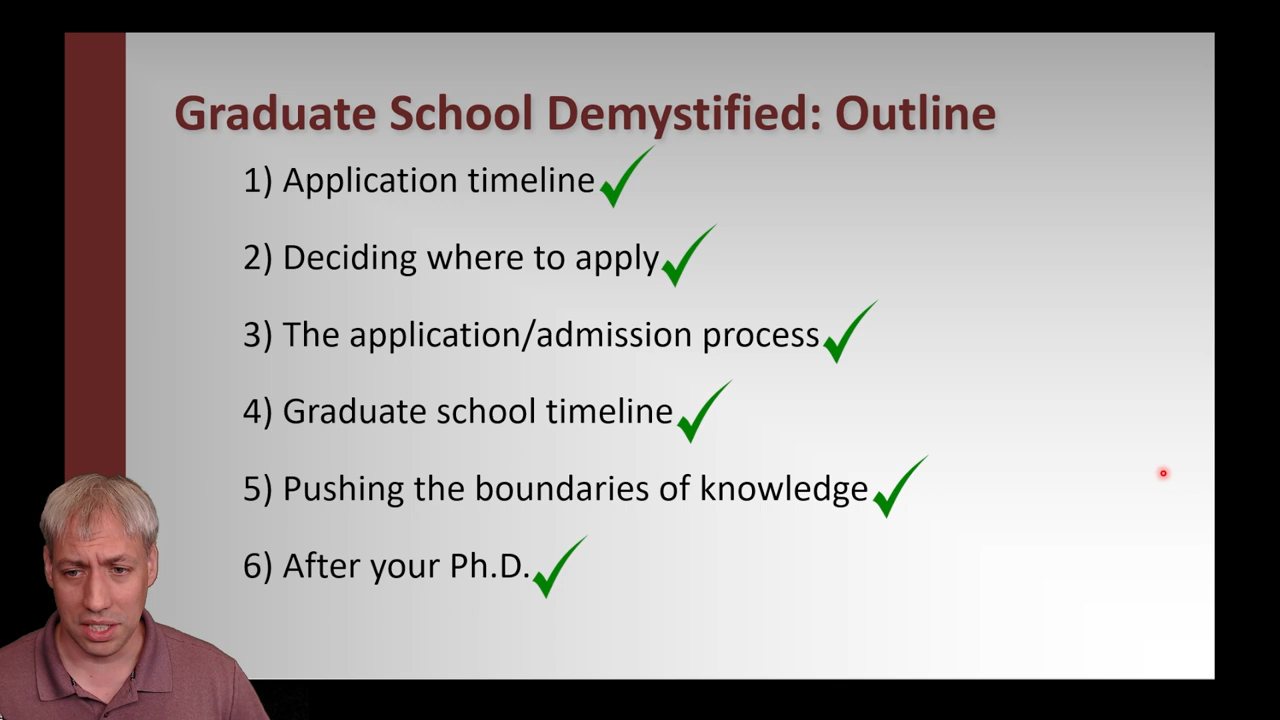 Graduate School Demystified: Outline
1) Application timeline
2) Deciding where to apply
3) The application/admission process
4) Graduate school timeline
5) Pushing the boundaries of knowledge
6) After your Ph.D.